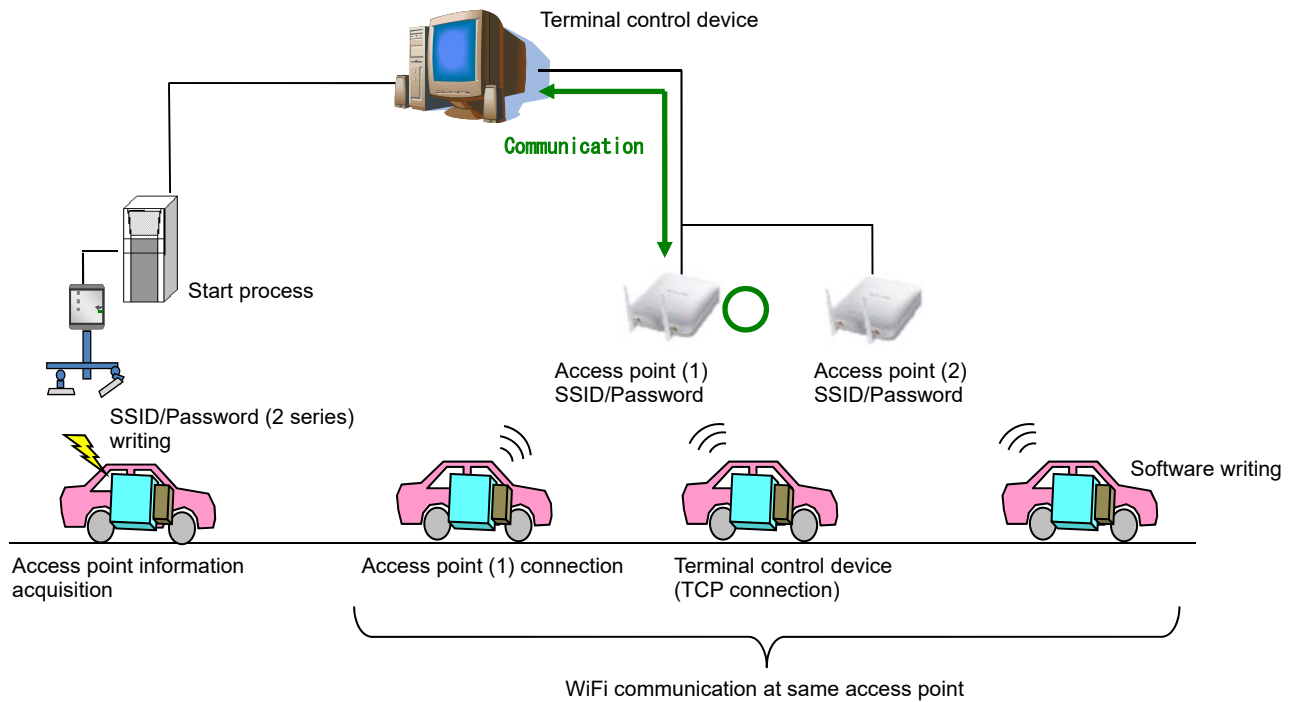 Terminal control device
Communication
Start process
Access point (1)
SSID/Password
Access point (2)
SSID/Password
SSID/Password (2 series)
writing
Software writing
Access point information
acquisition
Access point (1) connection
Terminal control device
(TCP connection)
WiFi communication at same access point